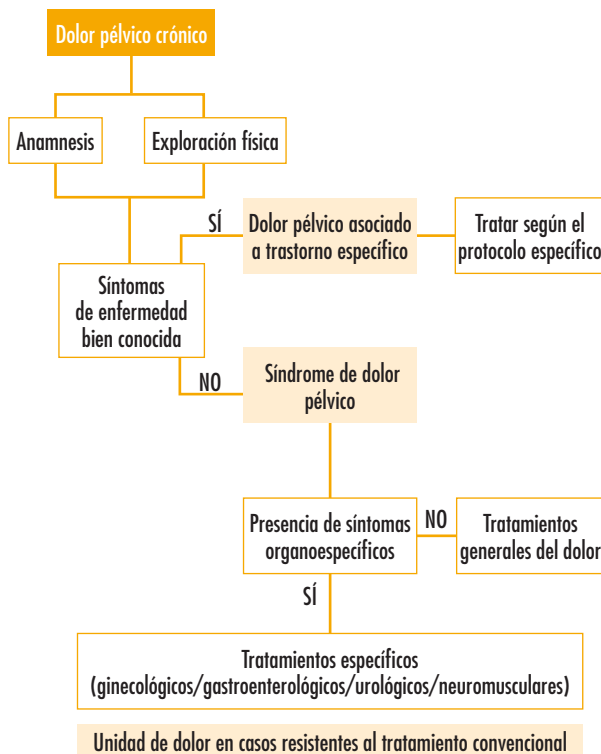 Dolor pélvico crónico
Anamnesis
Exploración física
SÍ
Dolor pélvico asociado
a trastorno específico
Tratar según el
protocolo específico
Síntomas
de enfermedad
bien conocida
NO
Síndrome de dolor
pélvico
Presencia de síntomas
organoespecíficos
NO
Tratamientos
generales del dolor
SÍ
Tratamientos específicos
(ginecológicos/gastroenterológicos/urológicos/neuromusculares)
Unidad de dolor en casos resistentes al tratamiento convencional